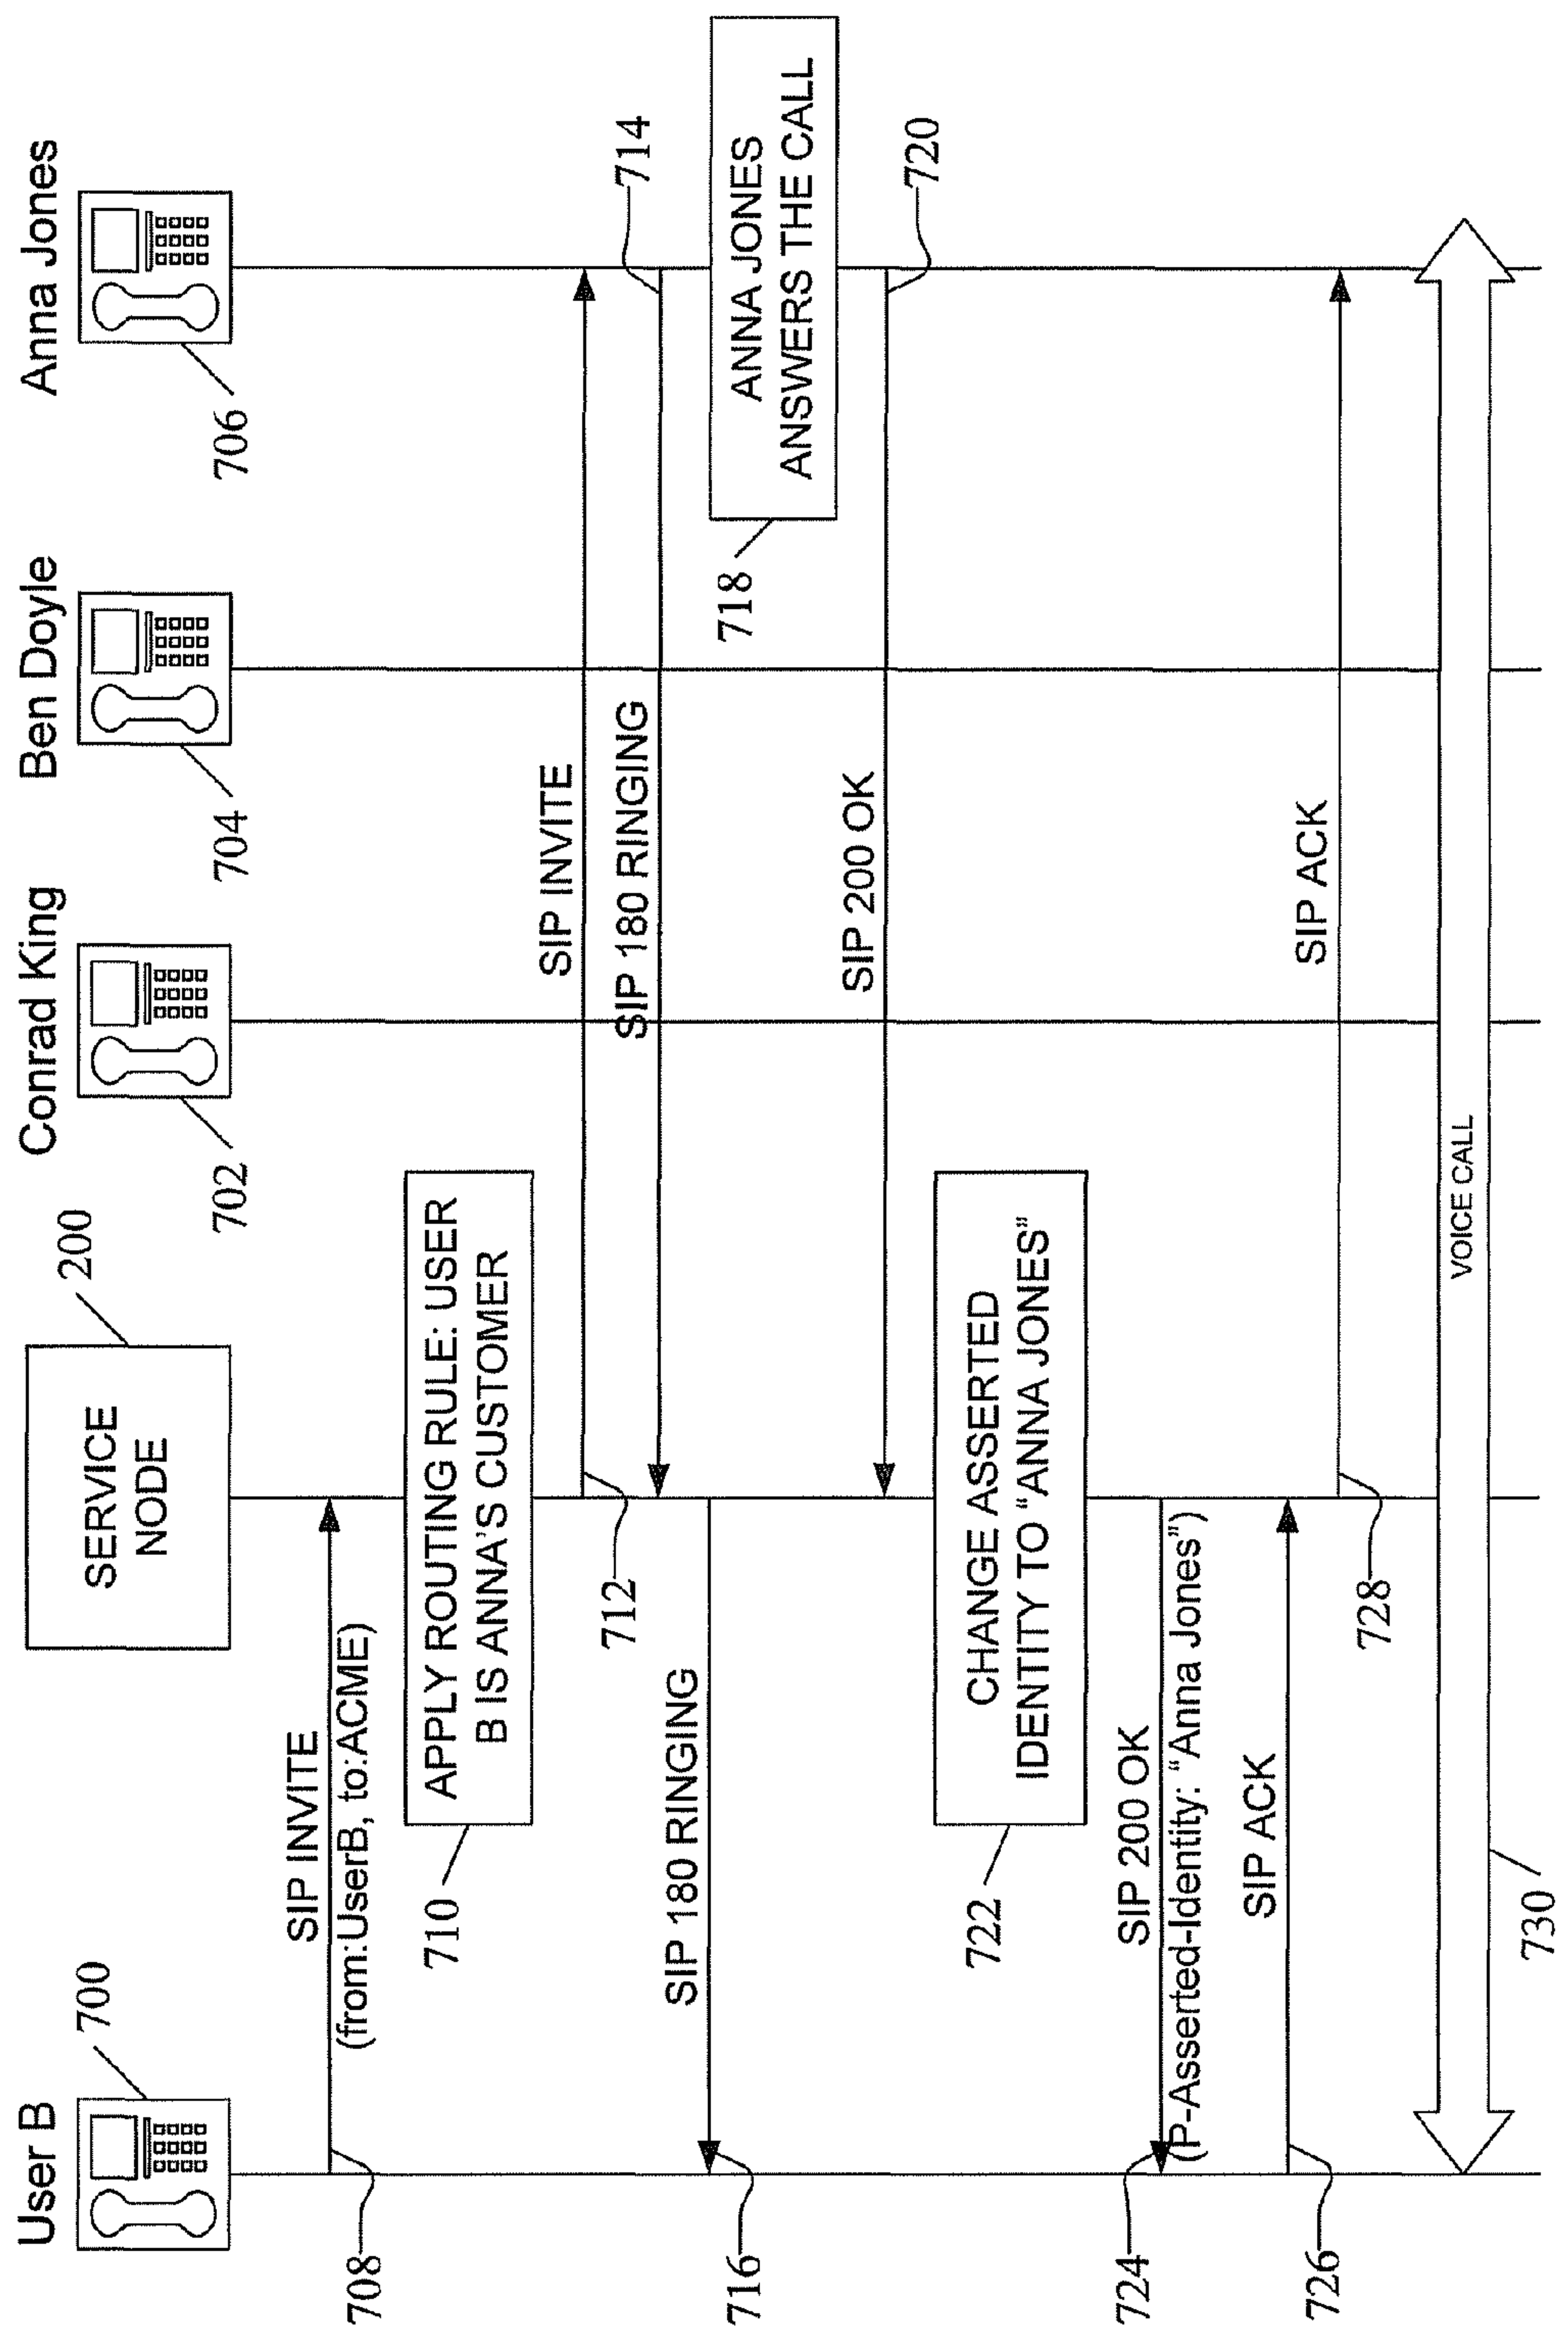 User B
700
SERVICE
NODE
200
Conrad King
702
Ben Doyle
704
Anna Jones
706
SIP INVITE
(from:UserB, to:ACME)
708
APPLY ROUTING RULE: USER
B IS ANNA'S CUSTOMER
710
SIP INVITE
712
SIP 180 RINGING
714
SIP 180 RINGING
716
ANNA JONES
ANSWERS THE CALL
718
SIP 200 OK
720
CHANGE ASSERTED
IDENTITY TO “ANNA JONES”
722
SIP 200 OK
(P-Asserted-Identity: “Anna Jones”)
724
SIP ACK
726
SIP ACK
728
VOICE CALL
730